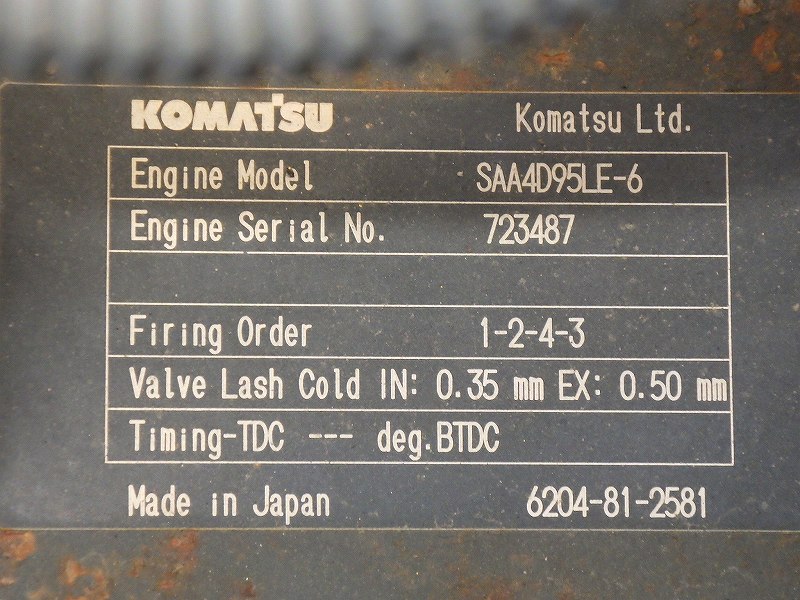 KOMATSU Komatsu Ltd.
Engine Model SAA4D95LE-6
Engine Serial No. 723487
Firing Order 1-2-4-3
Valve Lash Cold IN: 0.35 mm EX: 0.50 mm
Timing-TDC --- deg.BTDC
Made in Japan 6204-81-2581